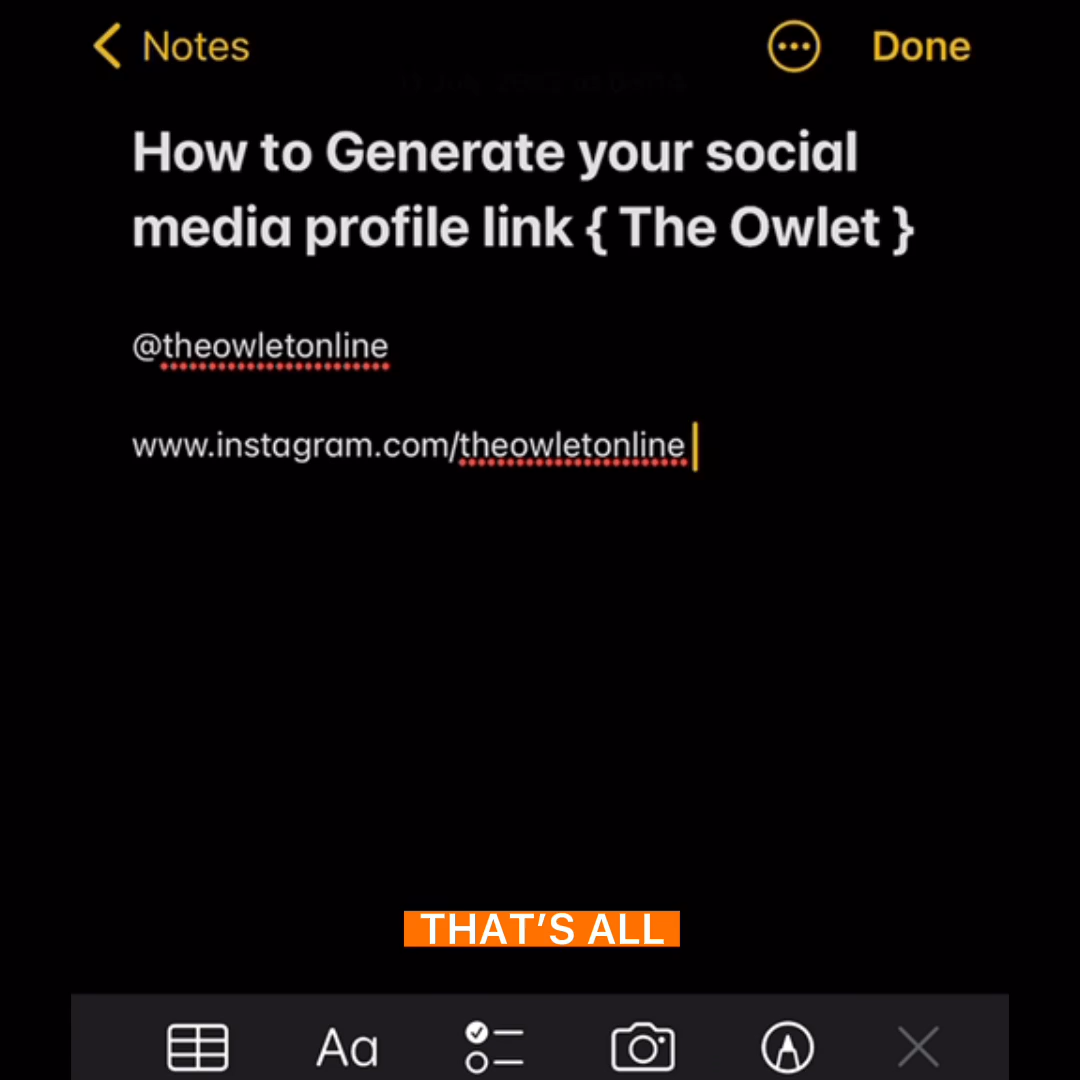 Notes
Done
How to Generate your social
media profile link { The Owlet }
@theowletonline
www.instagram.com/theowletonline
THAT'S ALL
Aa